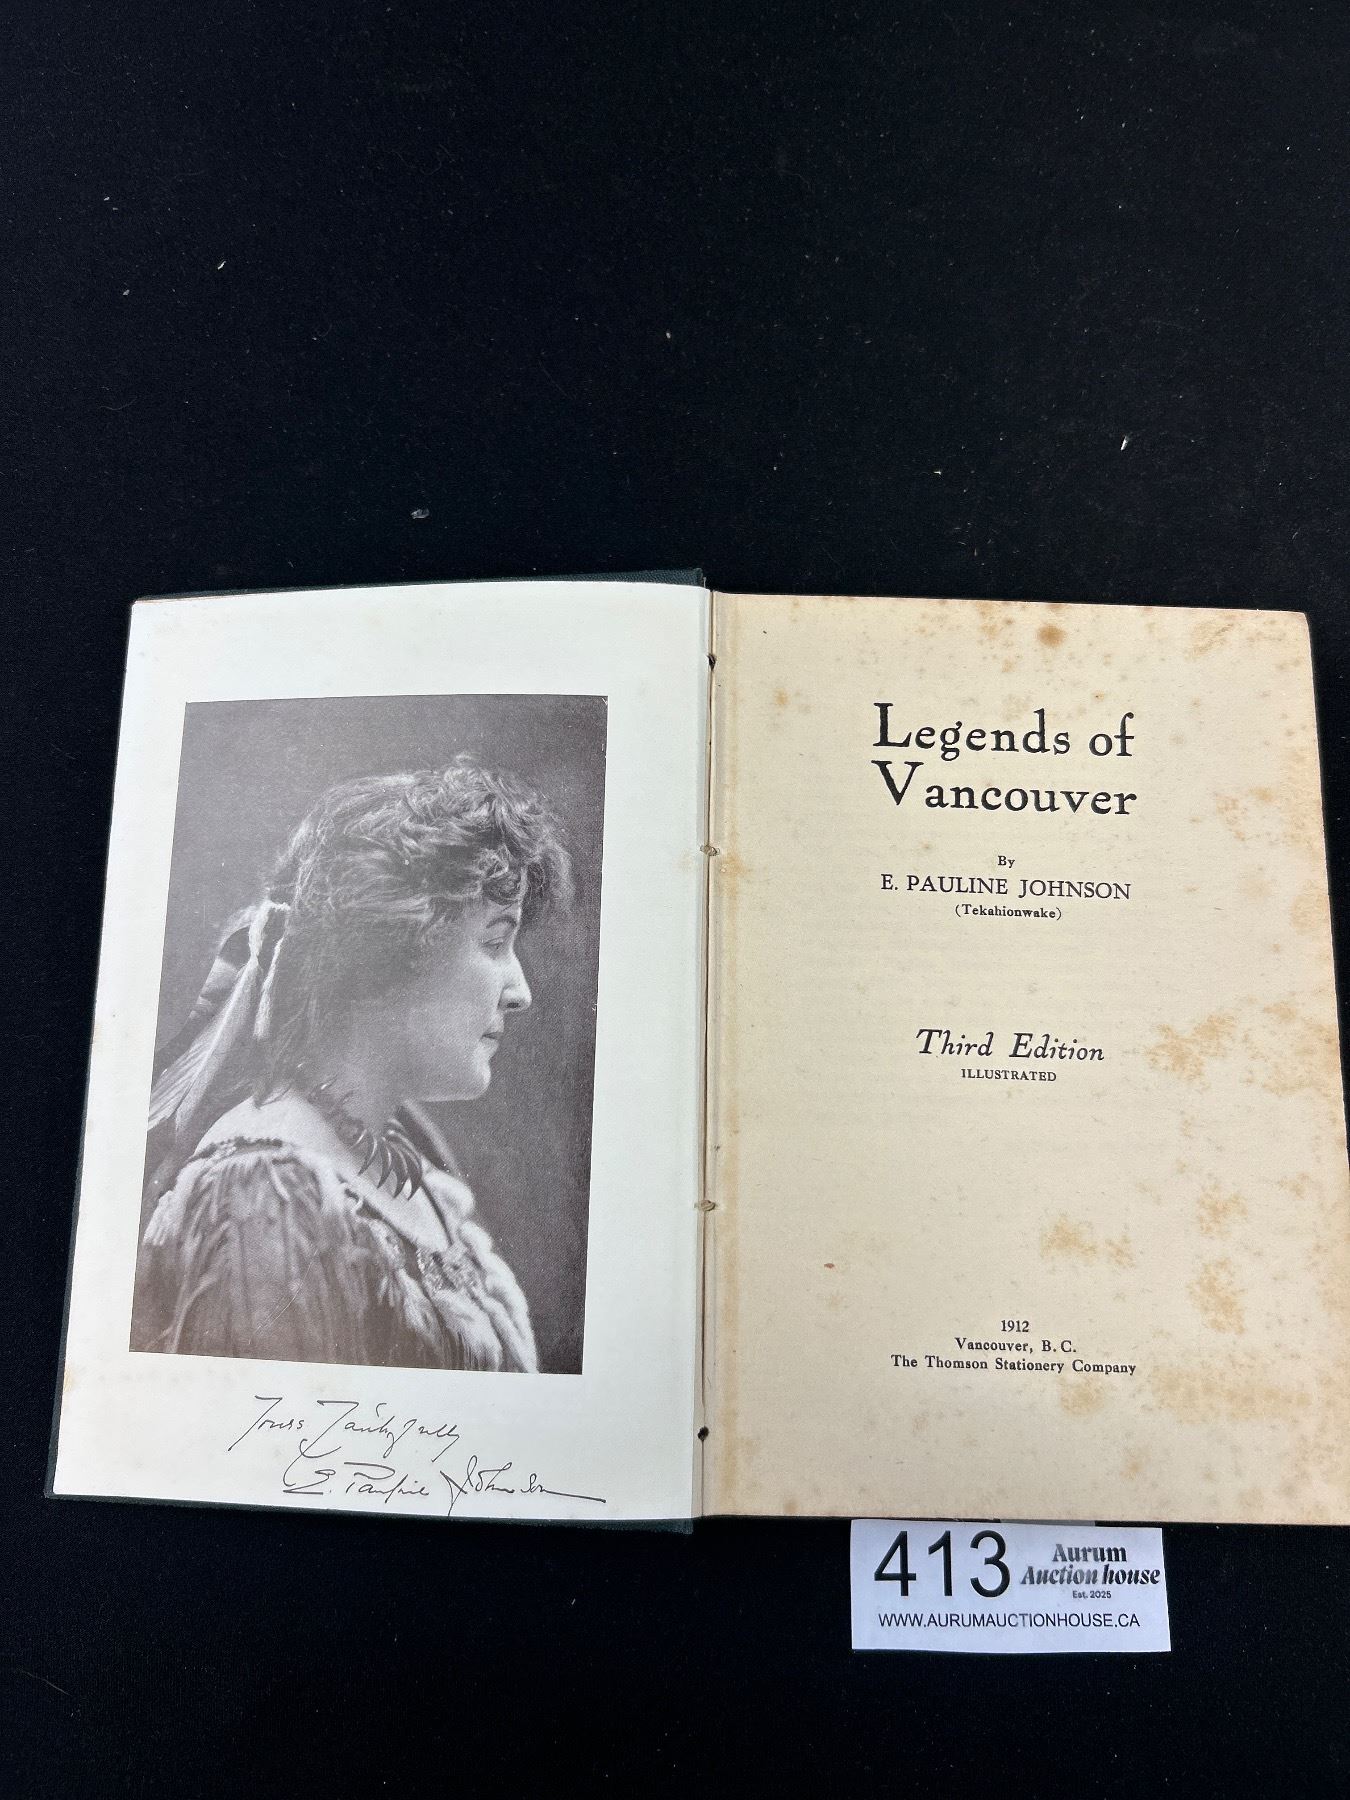 Yours Faithfully
E. Pauline Johnson
Legends of
Vancouver
By
E. PAULINE JOHNSON
(Tekahionwake)
Third Edition
ILLUSTRATED
1912
Vancouver, B. C.
The Thomson Stationery Company
413
Aurum
Auction house
Est. 2025
WWW.AURUMAUCTIONHOUSE.CA